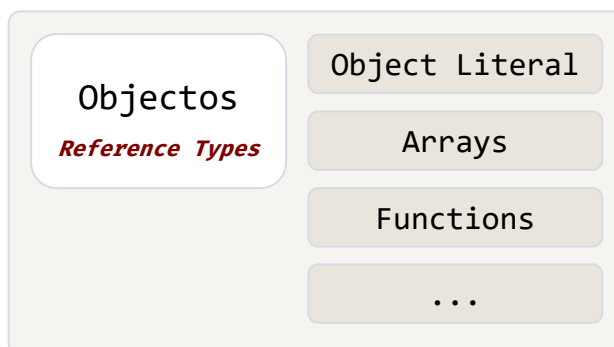 Objectos
Reference Types
Object Literal
Arrays
Functions
...